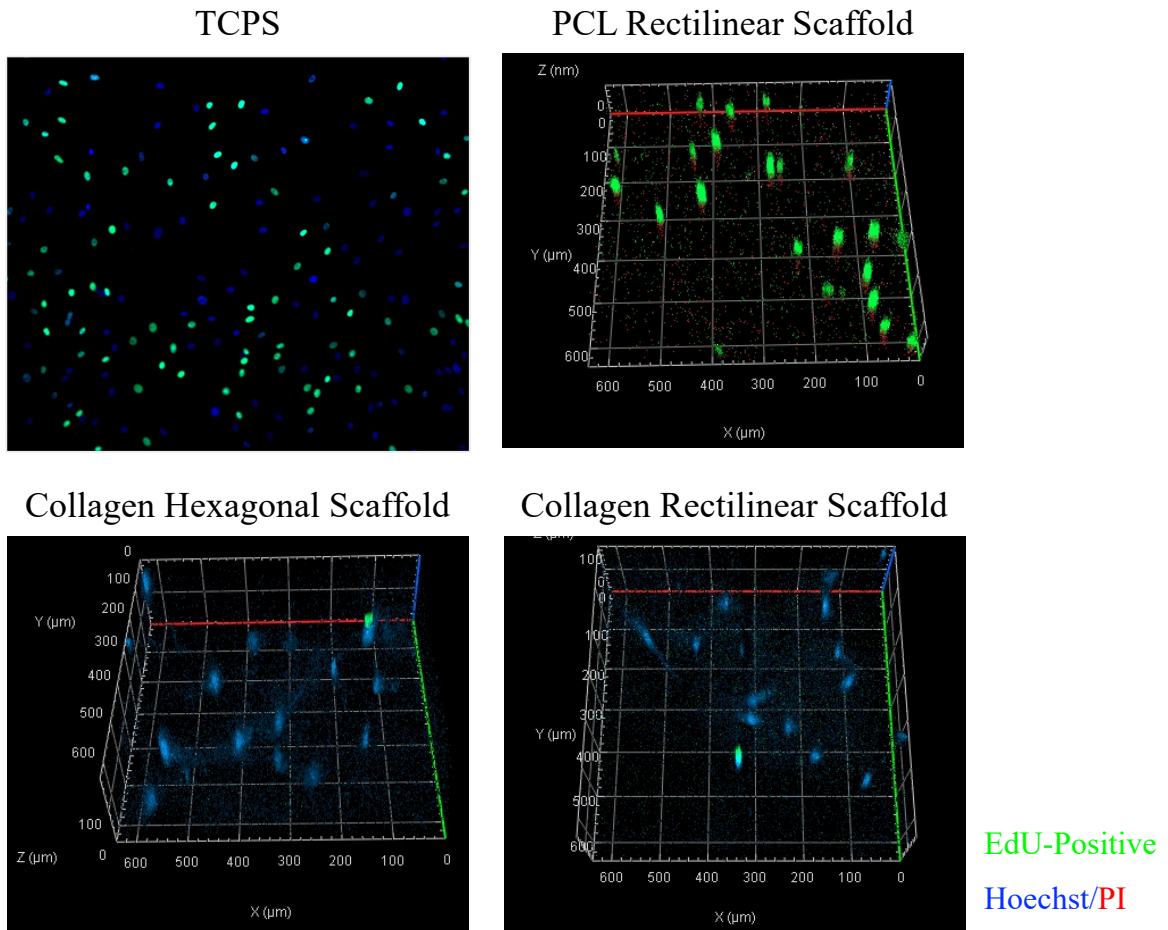 TCPS
PCL Rectilinear Scaffold
Z (nm)
0
0
100
200
300
Y (µm)
400
500
600
600 500 400 300 200 100 0
X (µm)
Collagen Hexagonal Scaffold
Collagen Rectilinear Scaffold
0
100
200
Y (µm)
300
400
500
600
100
Z (µm)
0
600 500 400 300 200 100 0
X (µm)
Z (µm)
100
0
100
200
300
Y (µm)
400
500
600
600 500 400 300 200 100 0
X (µm)
EdU-Positive
Hoechst/PI